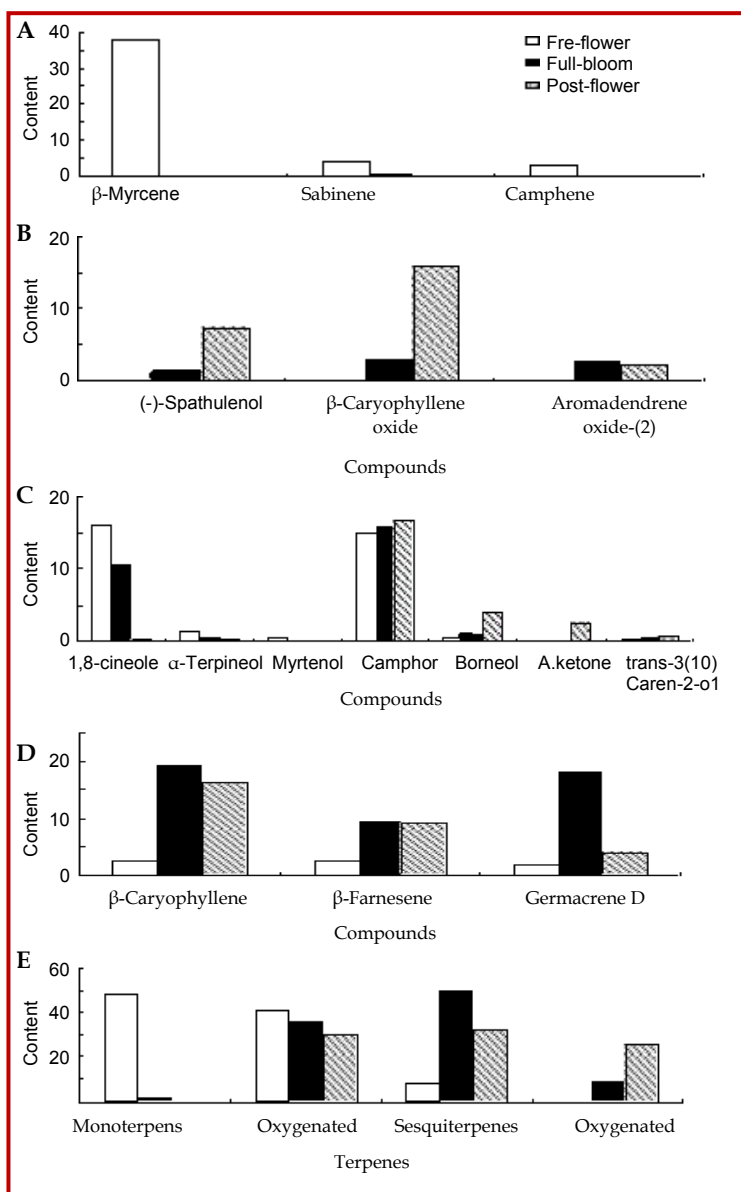 A
40
30
20
10
0
Content
Fre-flower
Full-bloom
Post-flower
β-Myrcene Sabinene Camphene
B
20
10
0
Content
(-)-Spathulenol β-Caryophyllene oxide Aromadendrene oxide-(2)
Compounds
C
20
10
0
Content
1,8-cineole α-Terpineol Myrtenol Camphor Borneol A.ketone trans-3(10)
Caren-2-o1
Compounds
D
20
10
0
Content
β-Caryophyllene β-Farnesene Germacrene D
Compounds
E
60
40
20
Content
Monoterpens Oxygenated Sesquiterpenes Oxygenated
Terpenes